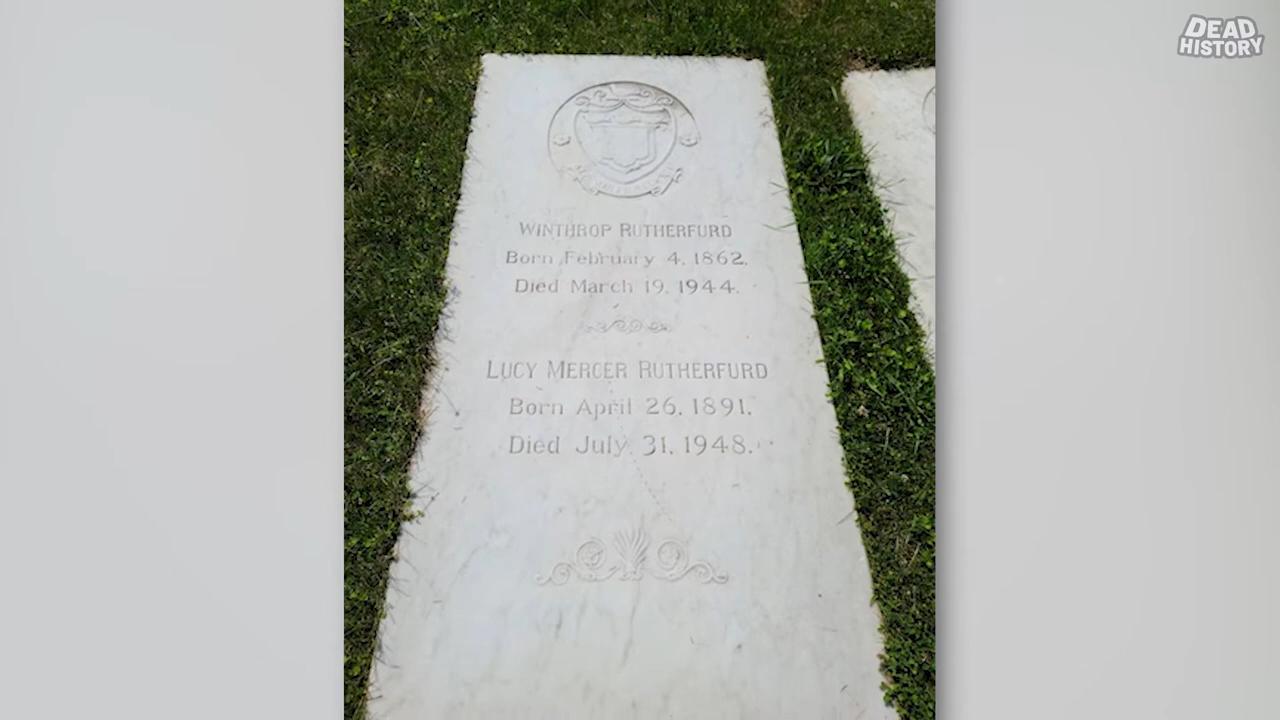 DEAD
HISTORY
WINTHROP RUTHERFURD
Born February 4, 1862.
Died March 19, 1944.
LUCY MERCER RUTHERFURD
Born April 26, 1891.
Died July 31, 1948.